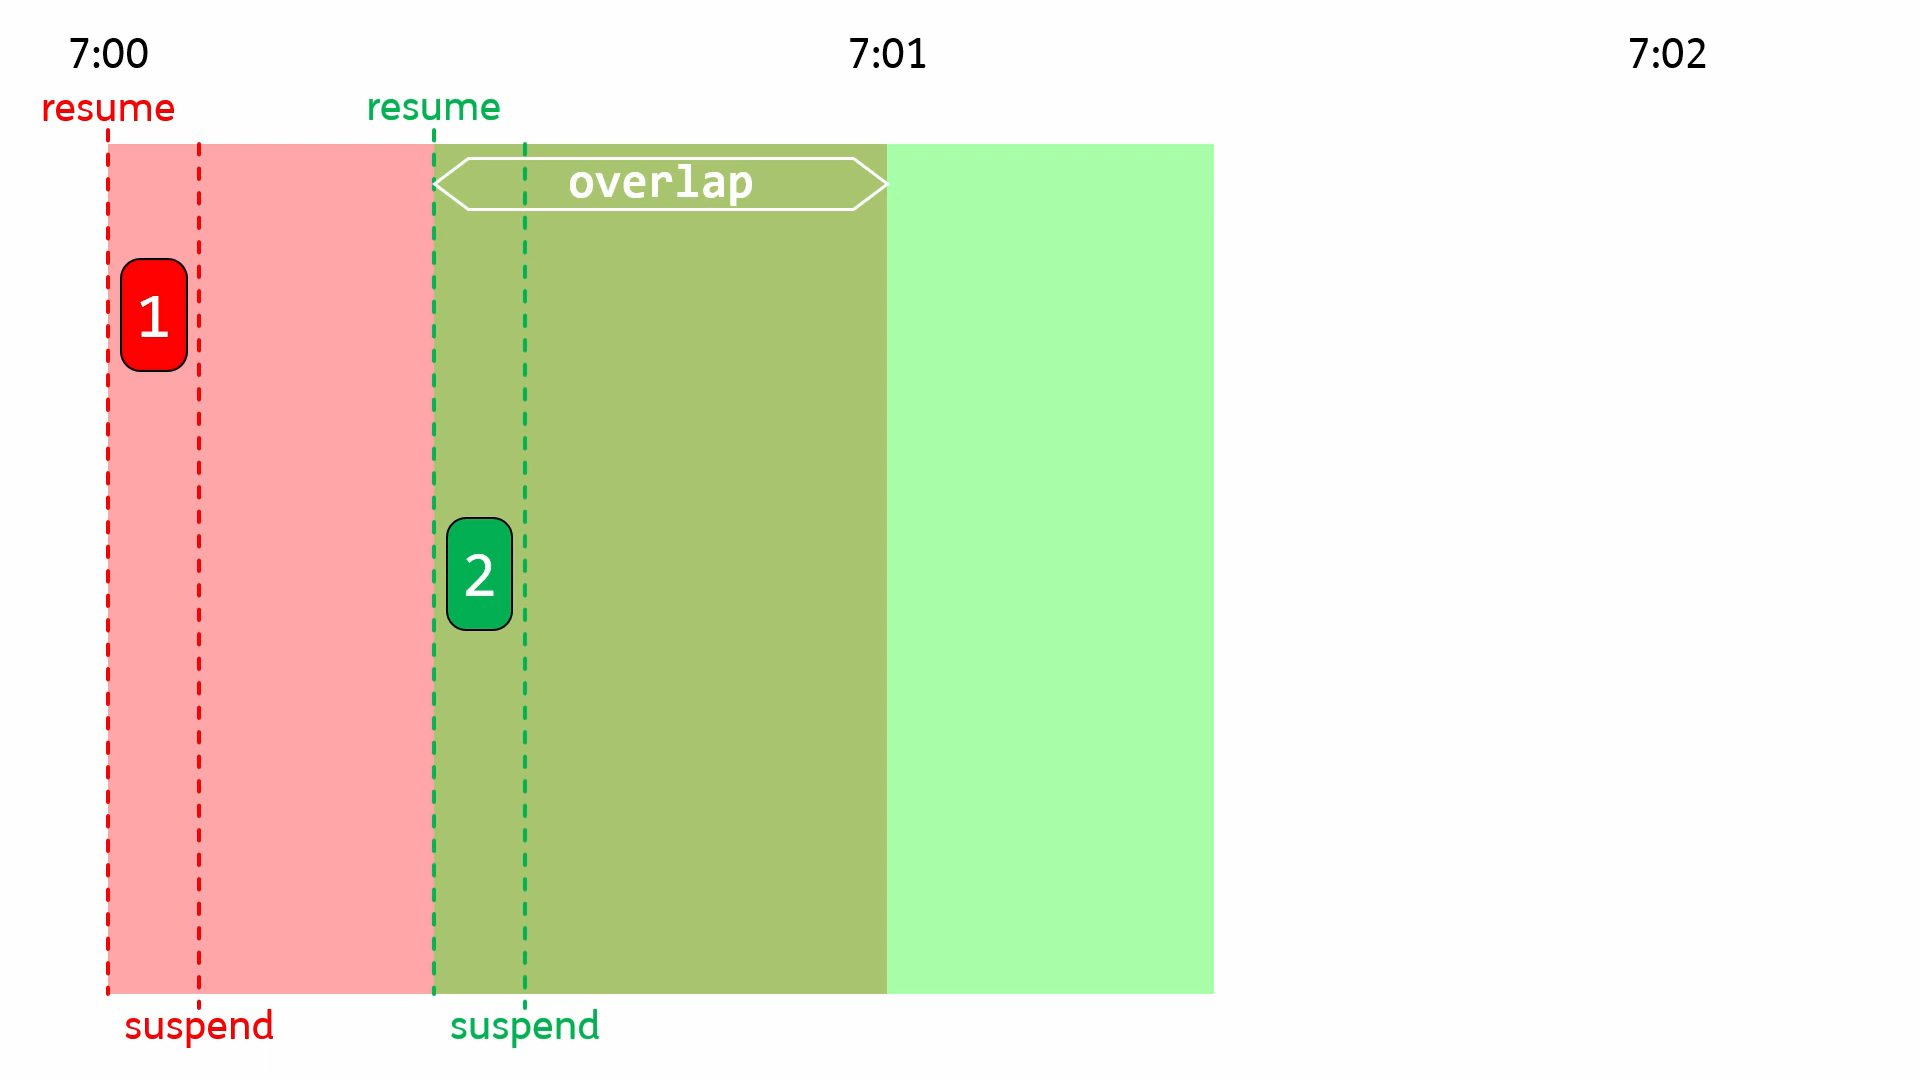 7:00 7:01 7:02
resume resume
overlap
1
2
suspend suspend